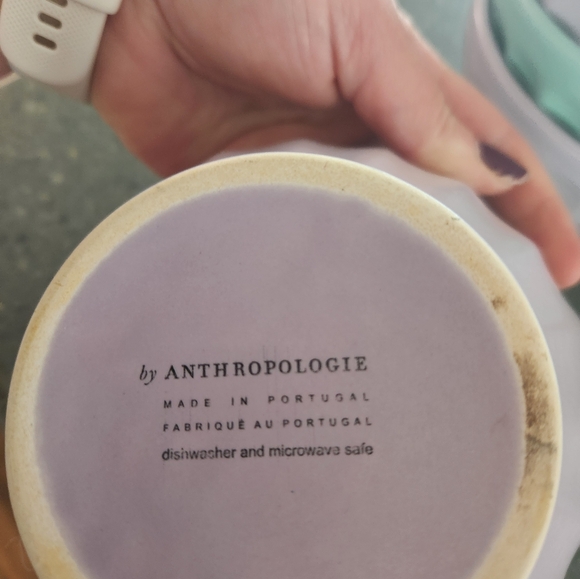 by ANTHROPOLOGIE
MADE IN PORTUGAL
FABRIQUÉ AU PORTUGAL
dishwasher and microwave safe